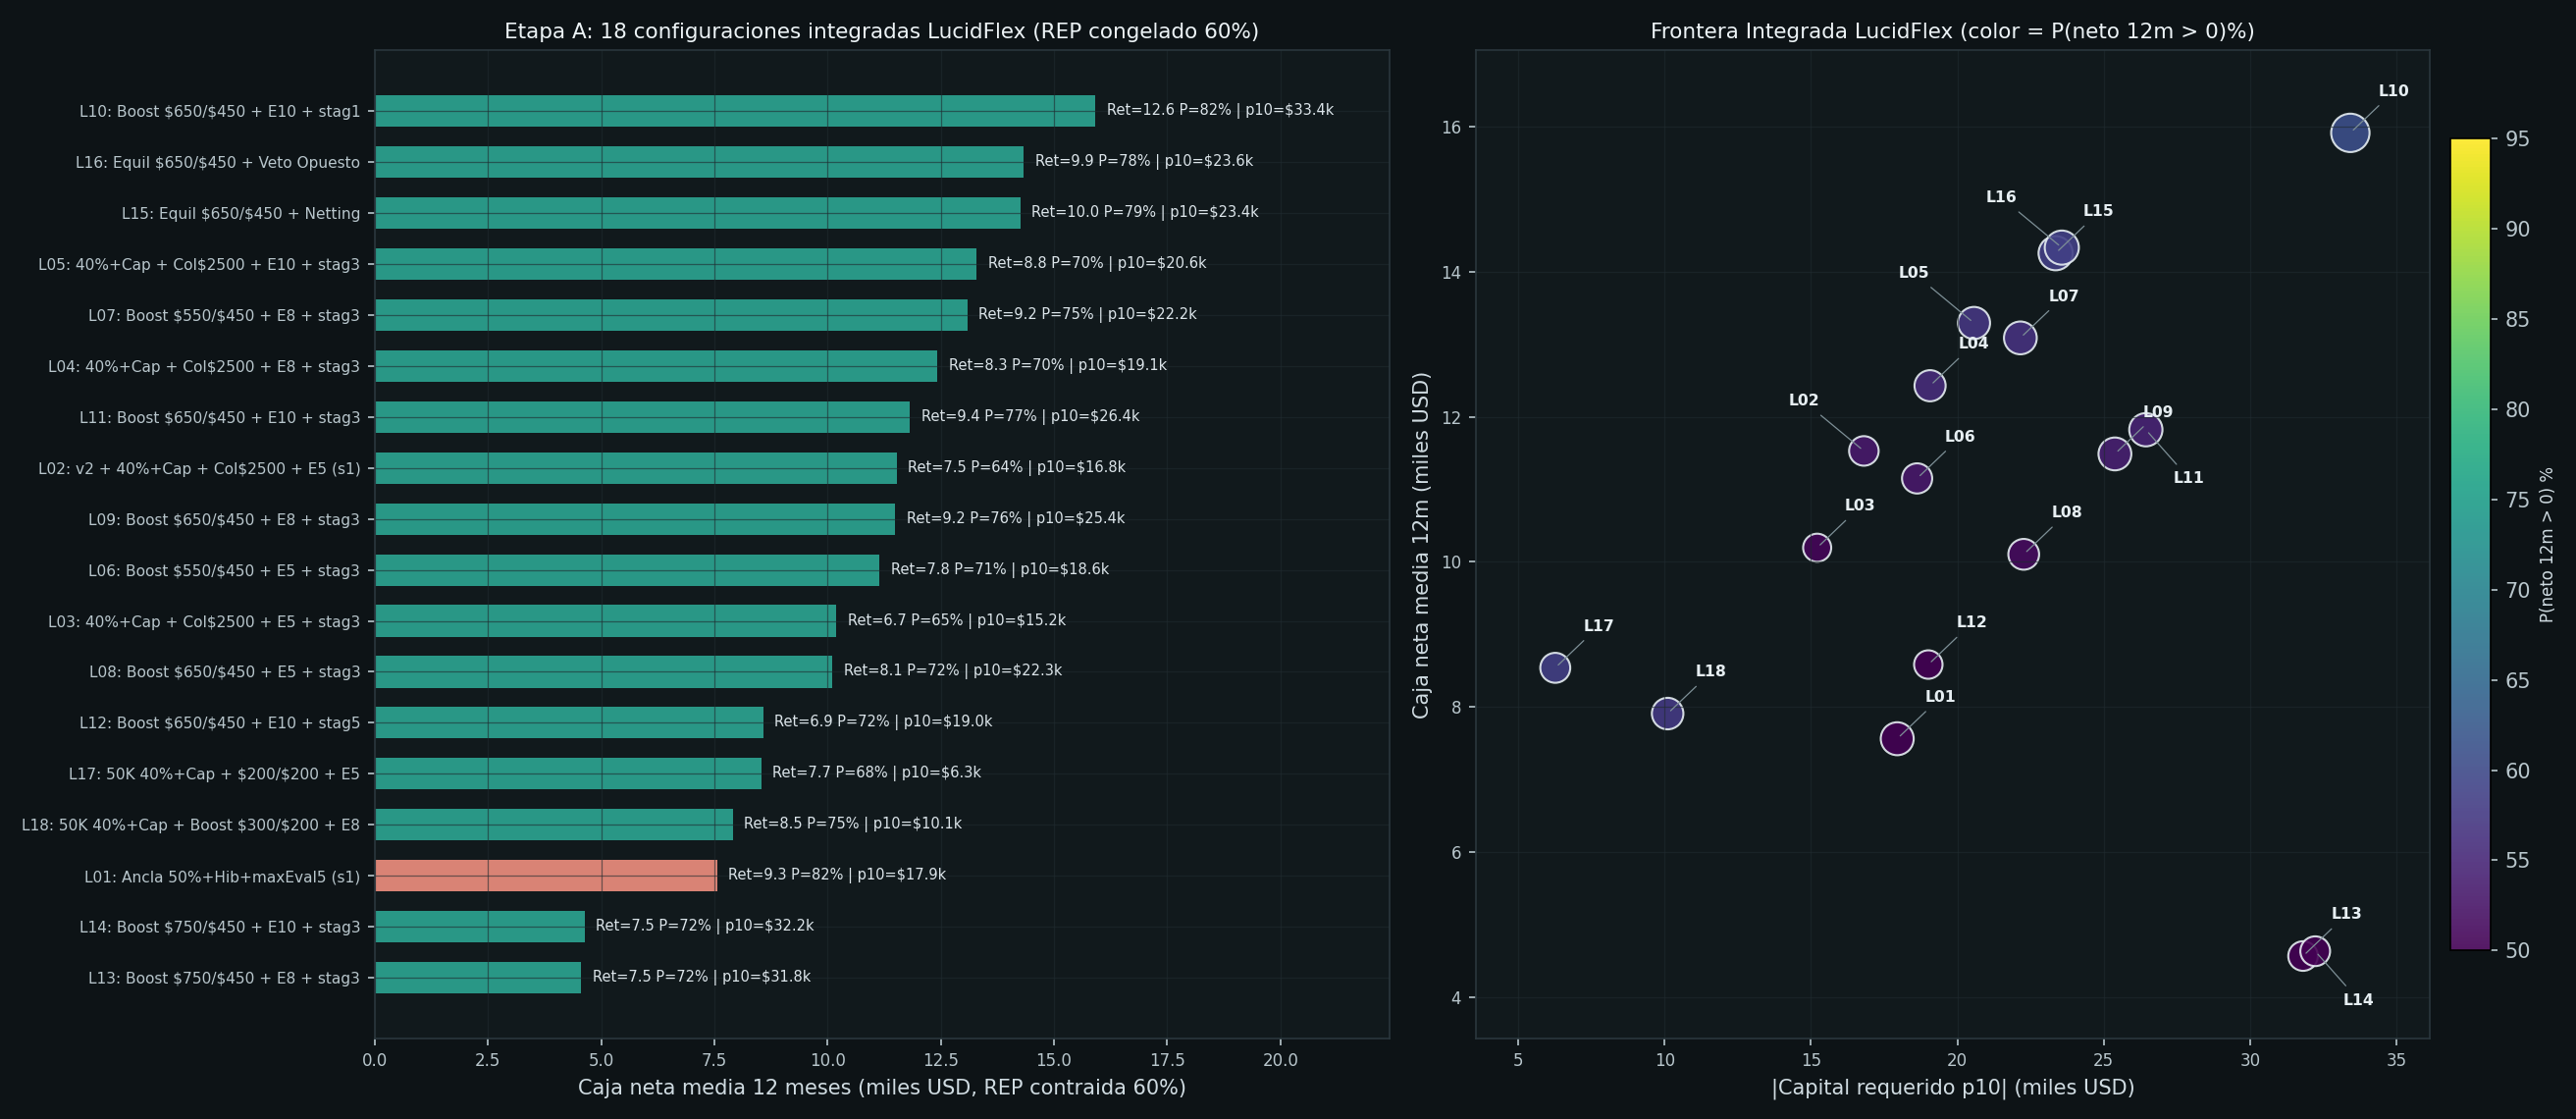 Etapa A: 18 configuraciones integradas LucidFlex (REP congelado 60%)
L10: Boost $650/$450 + E10 + stag1
Ret=12.6 P=82% | p10=$33.4k
L16: Equil $650/$450 + Veto Opuesto
Ret=9.9 P=78% | p10=$23.6k
L15: Equil $650/$450 + Netting
Ret=10.0 P=79% | p10=$23.4k
L05: 40%+Cap + Col$2500 + E10 + stag3
Ret=8.8 P=70% | p10=$20.6k
L07: Boost $550/$450 + E8 + stag3
Ret=9.2 P=75% | p10=$22.2k
L04: 40%+Cap + Col$2500 + E8 + stag3
Ret=8.3 P=70% | p10=$19.1k
L11: Boost $650/$450 + E10 + stag3
Ret=9.4 P=77% | p10=$26.4k
L02: v2 + 40%+Cap + Col$2500 + E5 (s1)
Ret=7.5 P=64% | p10=$16.8k
L09: Boost $650/$450 + E8 + stag3
Ret=9.2 P=76% | p10=$25.4k
L06: Boost $550/$450 + E5 + stag3
Ret=7.8 P=71% | p10=$18.6k
L03: 40%+Cap + Col$2500 + E5 + stag3
Ret=6.7 P=65% | p10=$15.2k
L08: Boost $650/$450 + E5 + stag3
Ret=8.1 P=72% | p10=$22.3k
L12: Boost $650/$450 + E10 + stag5
Ret=6.9 P=72% | p10=$19.0k
L17: 50K 40%+Cap + $200/$200 + E5
Ret=7.7 P=68% | p10=$6.3k
L18: 50K 40%+Cap + Boost $300/$200 + E8
Ret=8.5 P=75% | p10=$10.1k
L01: Ancla 50%+Hib+maxEval5 (s1)
Ret=9.3 P=82% | p10=$17.9k
L14: Boost $750/$450 + E10 + stag3
Ret=7.5 P=72% | p10=$32.2k
L13: Boost $750/$450 + E8 + stag3
Ret=7.5 P=72% | p10=$31.8k
0.0 2.5 5.0 7.5 10.0 12.5 15.0 17.5 20.0
Caja neta media 12 meses (miles USD, REP contraida 60%)
Frontera Integrada LucidFlex (color = P(neto 12m > 0)%)
Caja neta media 12m (miles USD)
16
14
12
10
8
6
4
L10
L16
L15
L05
L07
L04
L02
L09
L06
L11
L03
L08
L17
L12
L18
L01
L13
L14
5 10 15 20 25 30 35
|Capital requerido p10| (miles USD)
95
90
85
80
75
70
65
60
55
50
P(neto 12m > 0) %